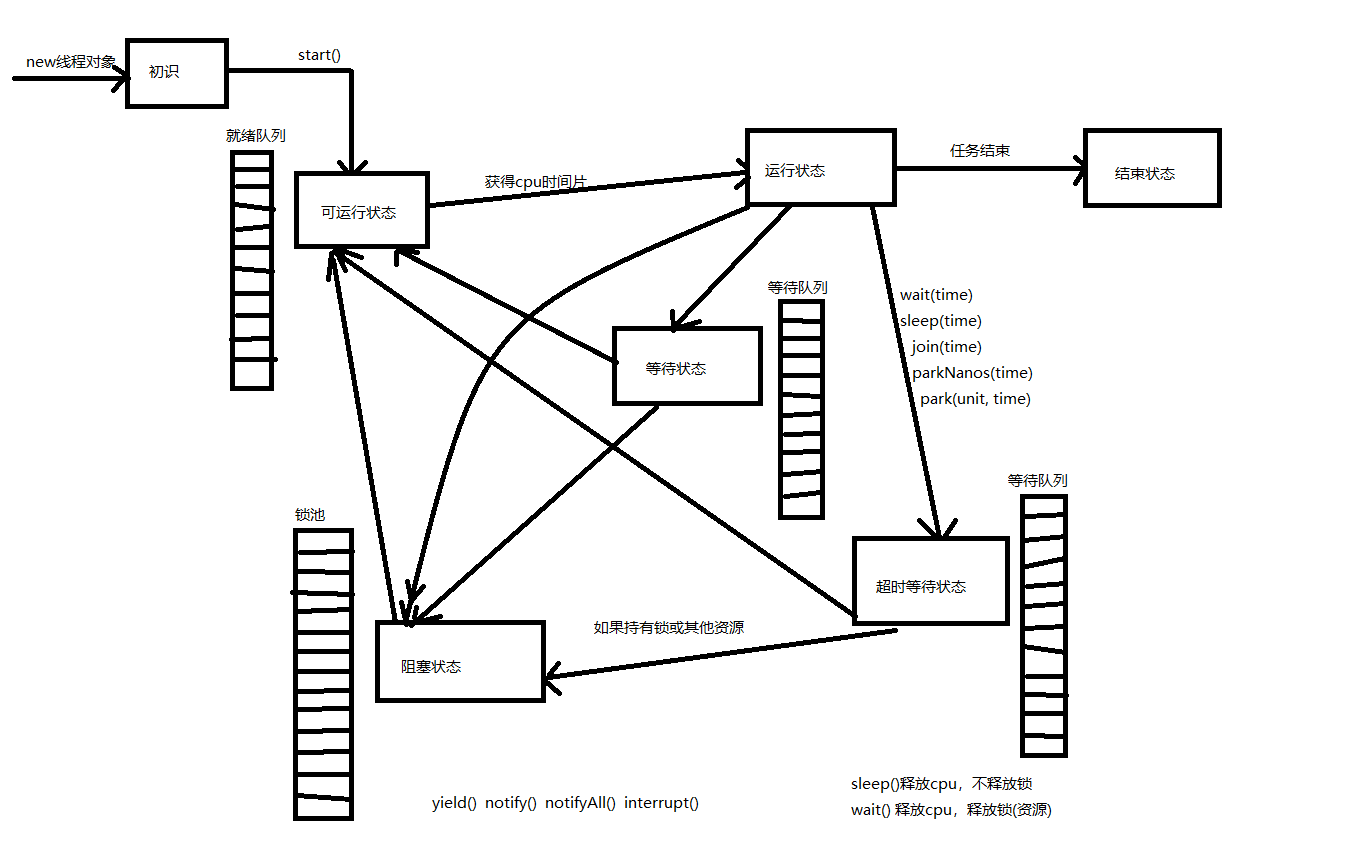 new线程对象
初识
start()
就绪队列
可运行状态
获得cpu时间片
运行状态
任务结束
结束状态
等待队列
等待状态
wait(time)
sleep(time)
join(time)
parkNanos(time)
park(unit, time)
等待队列
超时等待状态
锁池
如果持有锁或其他资源
阻塞状态
yield() notify() notifyAll() interrupt()
sleep()释放cpu，不释放锁
wait() 释放cpu，释放锁(资源)